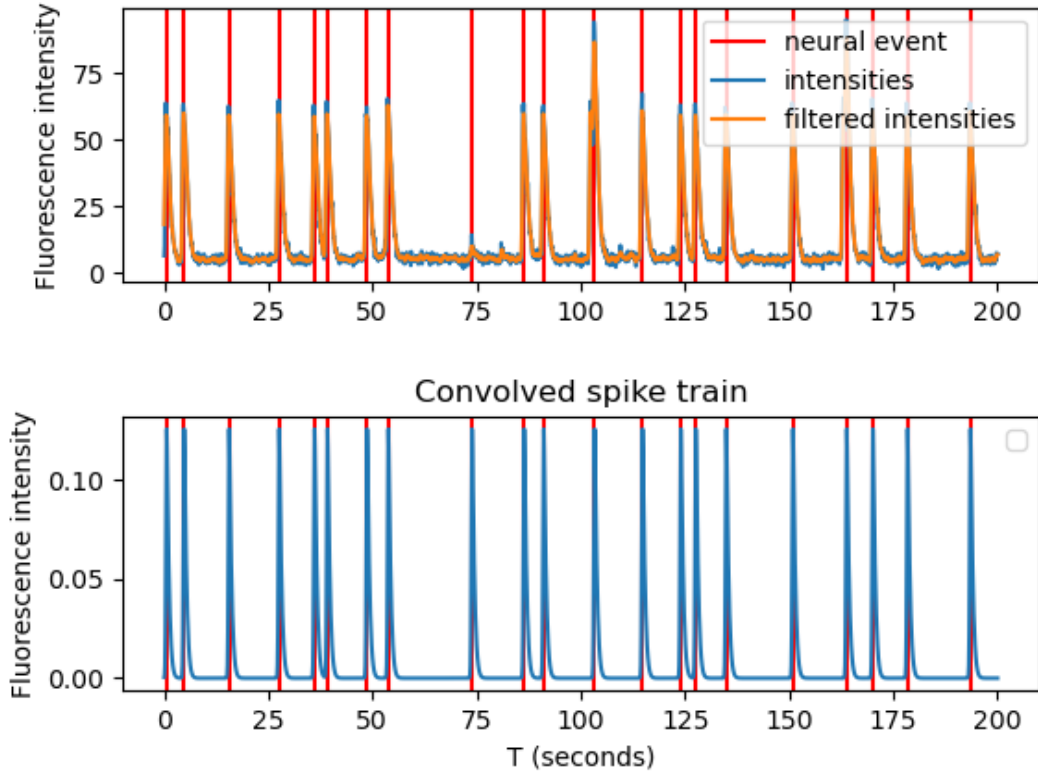 Fluorescence intensity
75
50
25
0
neural event
intensities
filtered intensities
0 25 50 75 100 125 150 175 200
Convolved spike train
Fluorescence intensity
0.10
0.05
0.00
0 25 50 75 100 125 150 175 200
T (seconds)